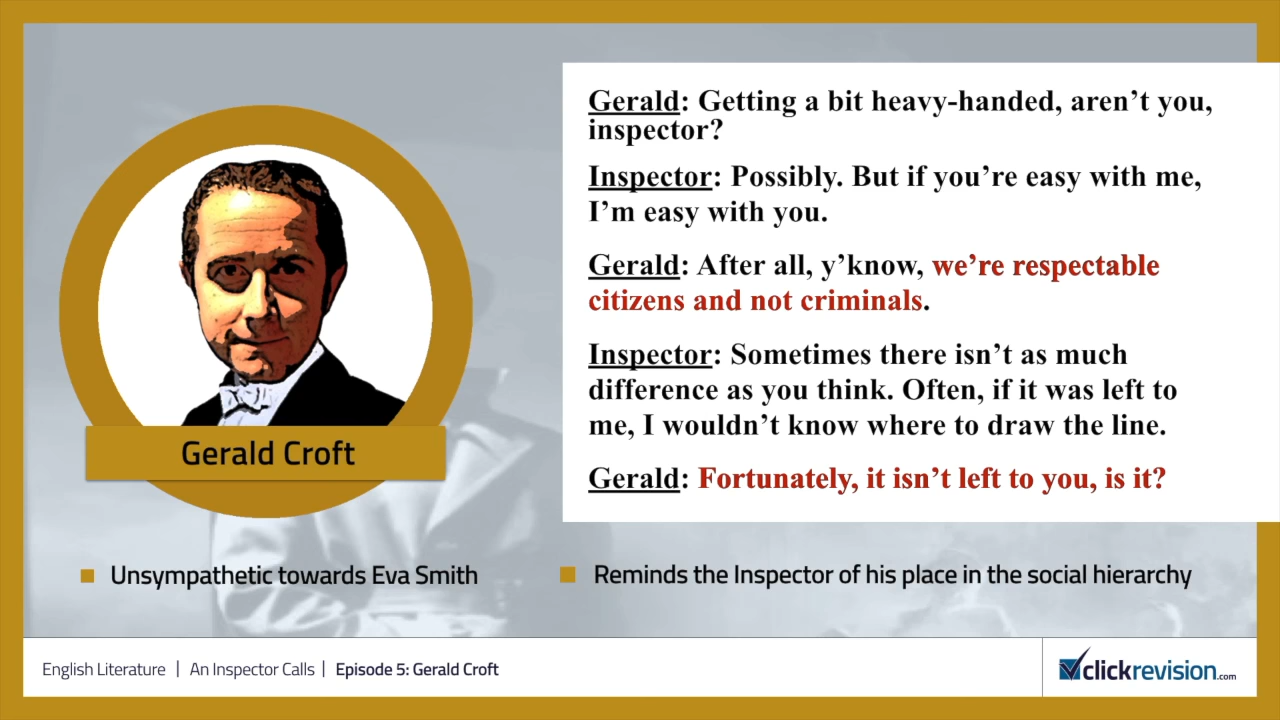 Gerald: Getting a bit heavy-handed, aren’t you,
inspector?
Inspector: Possibly. But if you’re easy with me,
I’m easy with you.
Gerald: After all, y’know, we’re respectable
citizens and not criminals.
Inspector: Sometimes there isn’t as much
difference as you think. Often, if it was left to
me, I wouldn’t know where to draw the line.
Gerald: Fortunately, it isn’t left to you, is it?
Gerald Croft
Unsympathetic towards Eva Smith
Reminds the Inspector of his place in the social hierarchy
English Literature | An Inspector Calls | Episode 5: Gerald Croft
clickrevision.com